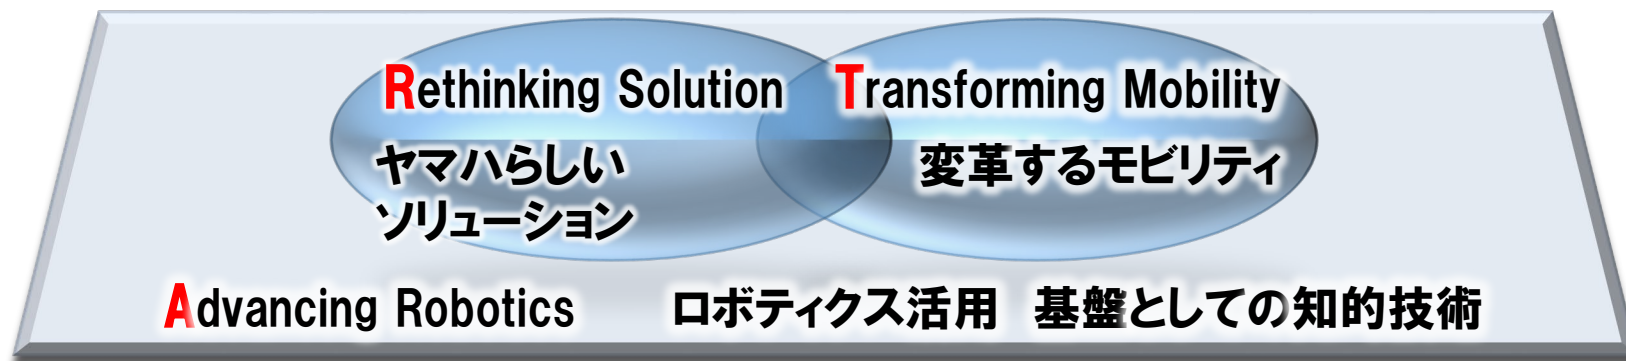 Rethinking Solution
ヤマハらしい
ソリューション
Transforming Mobility
変革するモビリティ
Advancing Robotics ロボティクス活用 基盤としての知的技術